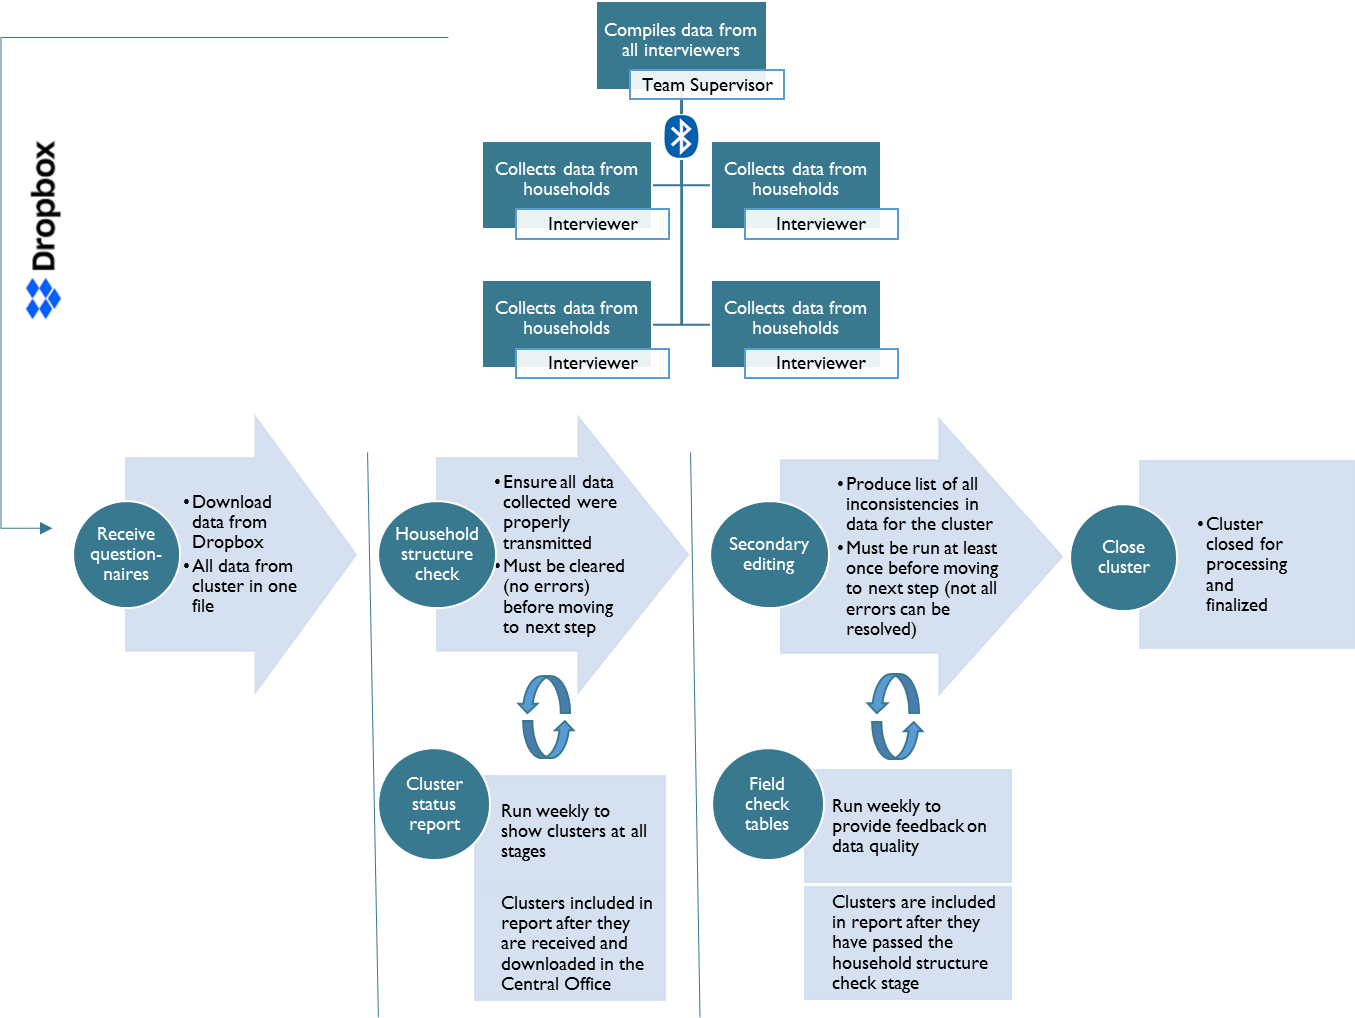 Compiles data from
all interviewers
Team Supervisor
Dropbox
Collects data from
households
Interviewer
Collects data from
households
Interviewer
Collects data from
households
Interviewer
Collects data from
households
Interviewer
Receive
question-
naires
• Download
data from
Dropbox
• All data from
cluster in one
file
Household
structure
check
• Ensure all data
collected were
properly
transmitted
• Must be cleared
(no errors)
before moving
to next step
Secondary
editing
• Produce list of all
inconsistencies in
data for the cluster
• Must be run at least
once before moving
to next step (not all
errors can be
resolved)
Close
cluster
• Cluster
closed for
processing
and
finalized
Cluster
status
report
Run weekly to
show clusters at all
stages
Clusters included in
report after they
are received and
downloaded in the
Central Office
Field
check
tables
Run weekly to
provide feedback on
data quality
Clusters are included
in report after they
have passed the
household structure
check stage